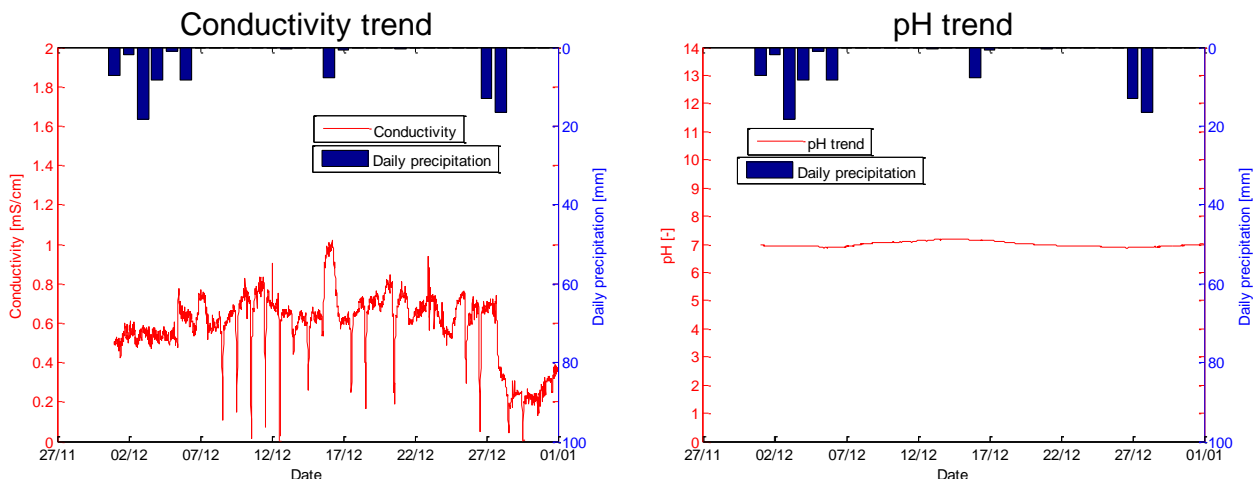 Conductivity trend
2
1.8
1.6
1.4
1.2
1
0.8
0.6
0.4
0.2
0
Conductivity [mS/cm]
Conductivity
Daily precipitation
0
20
40
60
80
100
Daily precipitation [mm]
27/11 02/12 07/12 12/12 17/12 22/12 27/12 01/01
Date
pH trend
14
13
12
11
10
9
8
7
6
5
4
3
2
1
0
pH [-]
pH trend
Daily precipitation
0
20
40
60
80
100
Daily precipitation [mm]
27/11 02/12 07/12 12/12 17/12 22/12 27/12 01/01
Date